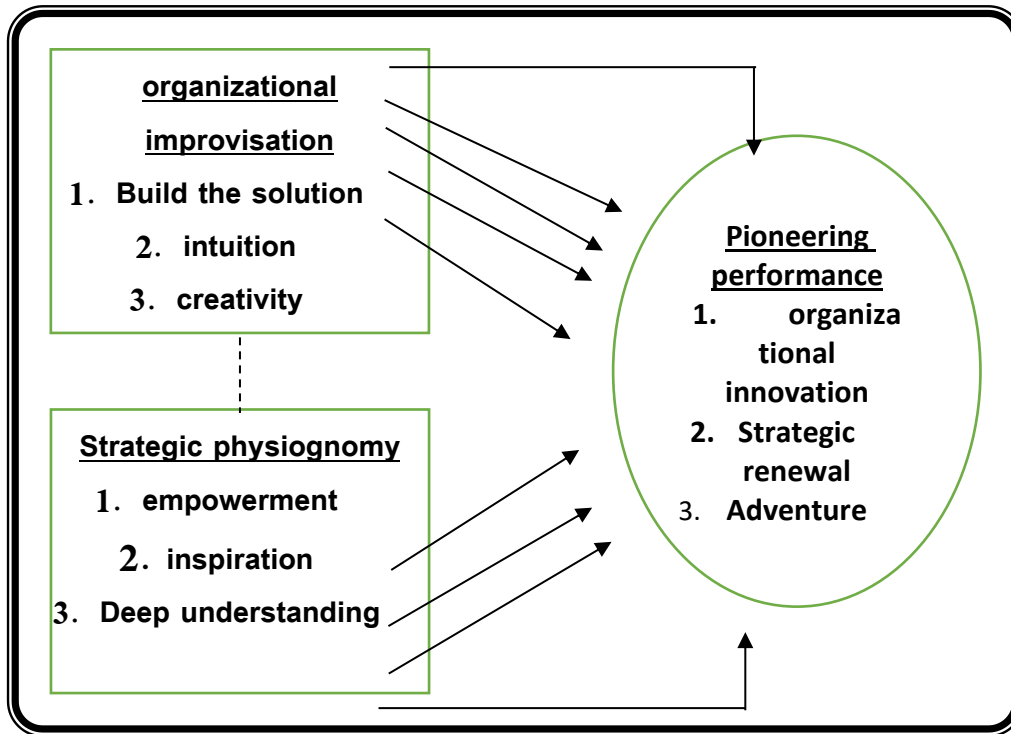 organizational
improvisation
1. Build the solution
2. intuition
3. creativity
Strategic physiognomy
1. empowerment
2. inspiration
3. Deep understanding
Pioneering
performance
1. organiza
tional
innovation
2. Strategic
renewal
3. Adventure